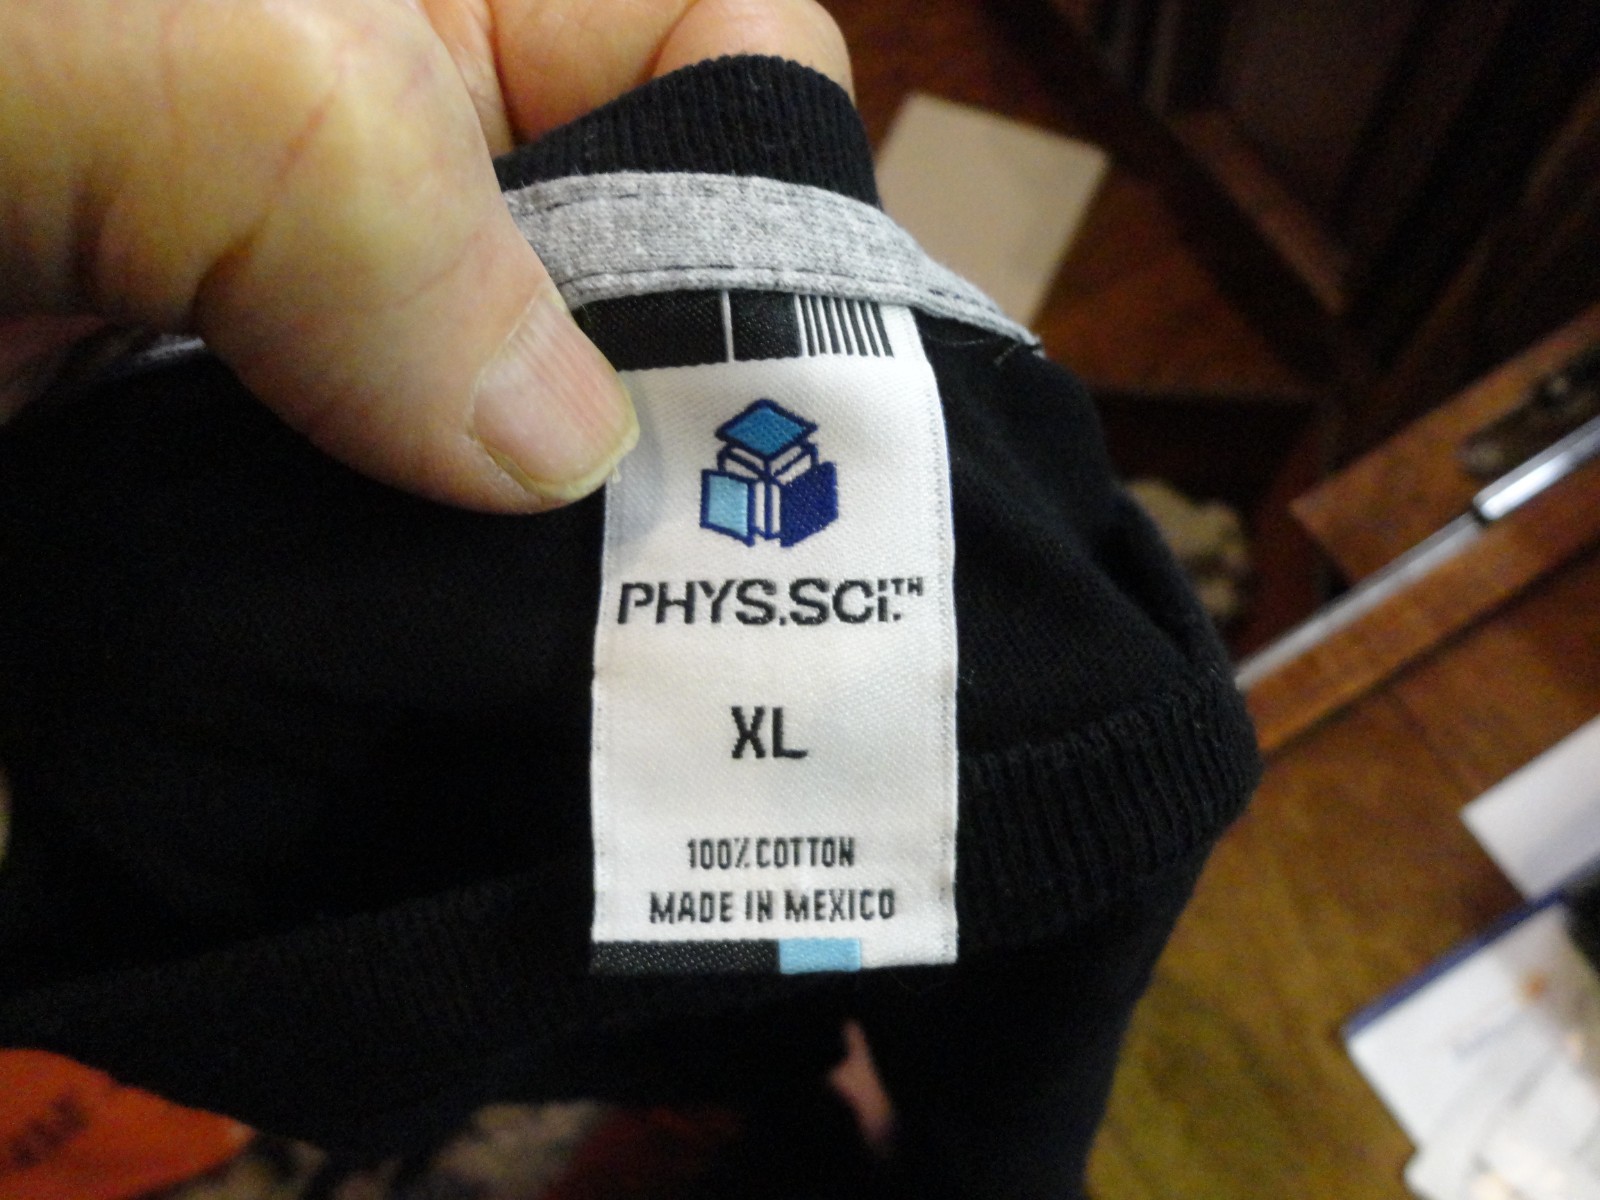 PHYS.SCI.™
XL
100% COTTON
MADE IN MEXICO